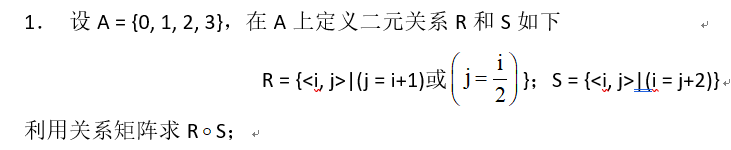 1. 设 A = {0, 1, 2, 3}，在 A 上定义二元关系 R 和 S 如下
R = {<i, j>|(j = i+1)或(j = i/2)}；S = {<i, j>|(i = j+2)}
利用关系矩阵求 R∘S；